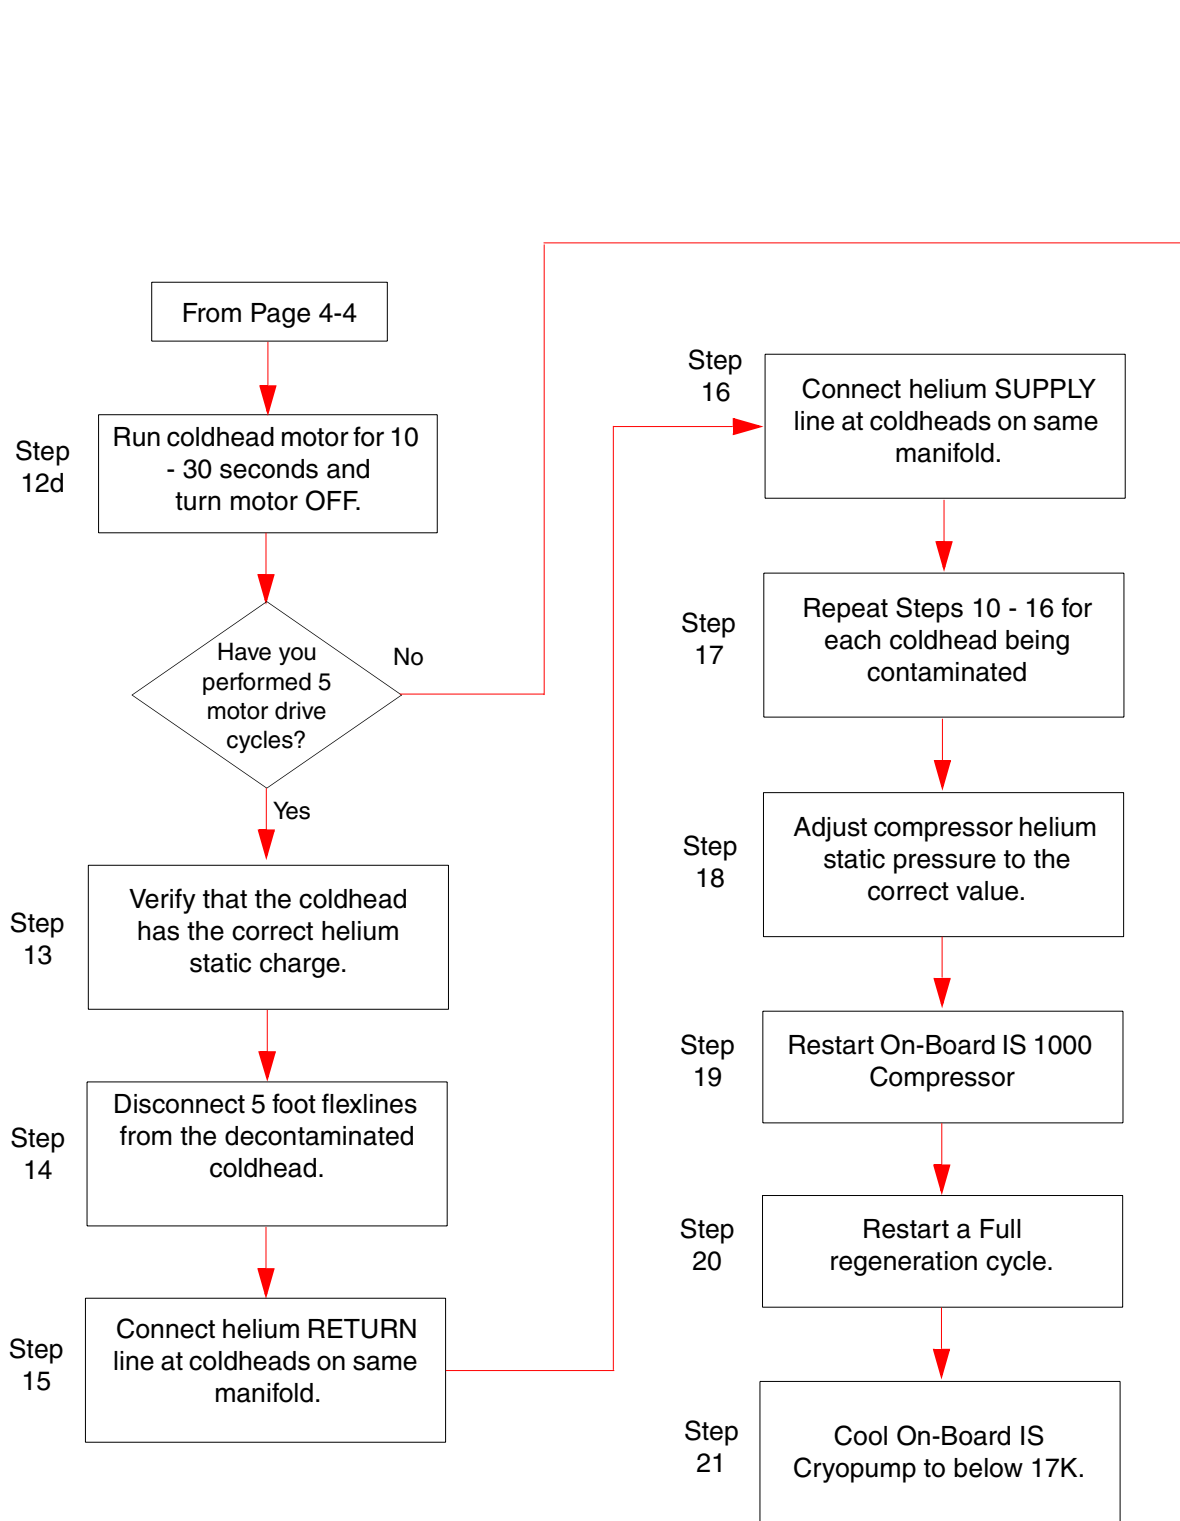 From Page 4-4
Step
12d
Run coldhead motor for 10
- 30 seconds and
turn motor OFF.
Have you
performed 5
motor drive
cycles?
No
Yes
Step
13
Verify that the coldhead
has the correct helium
static charge.
Step
14
Disconnect 5 foot flexlines
from the decontaminated
coldhead.
Step
15
Connect helium RETURN
line at coldheads on same
manifold.
Step
16
Connect helium SUPPLY
line at coldheads on same
manifold.
Step
17
Repeat Steps 10 - 16 for
each coldhead being
contaminated
Step
18
Adjust compressor helium
static pressure to the
correct value.
Step
19
Restart On-Board IS 1000
Compressor
Step
20
Restart a Full
regeneration cycle.
Step
21
Cool On-Board IS
Cryopump to below 17K.